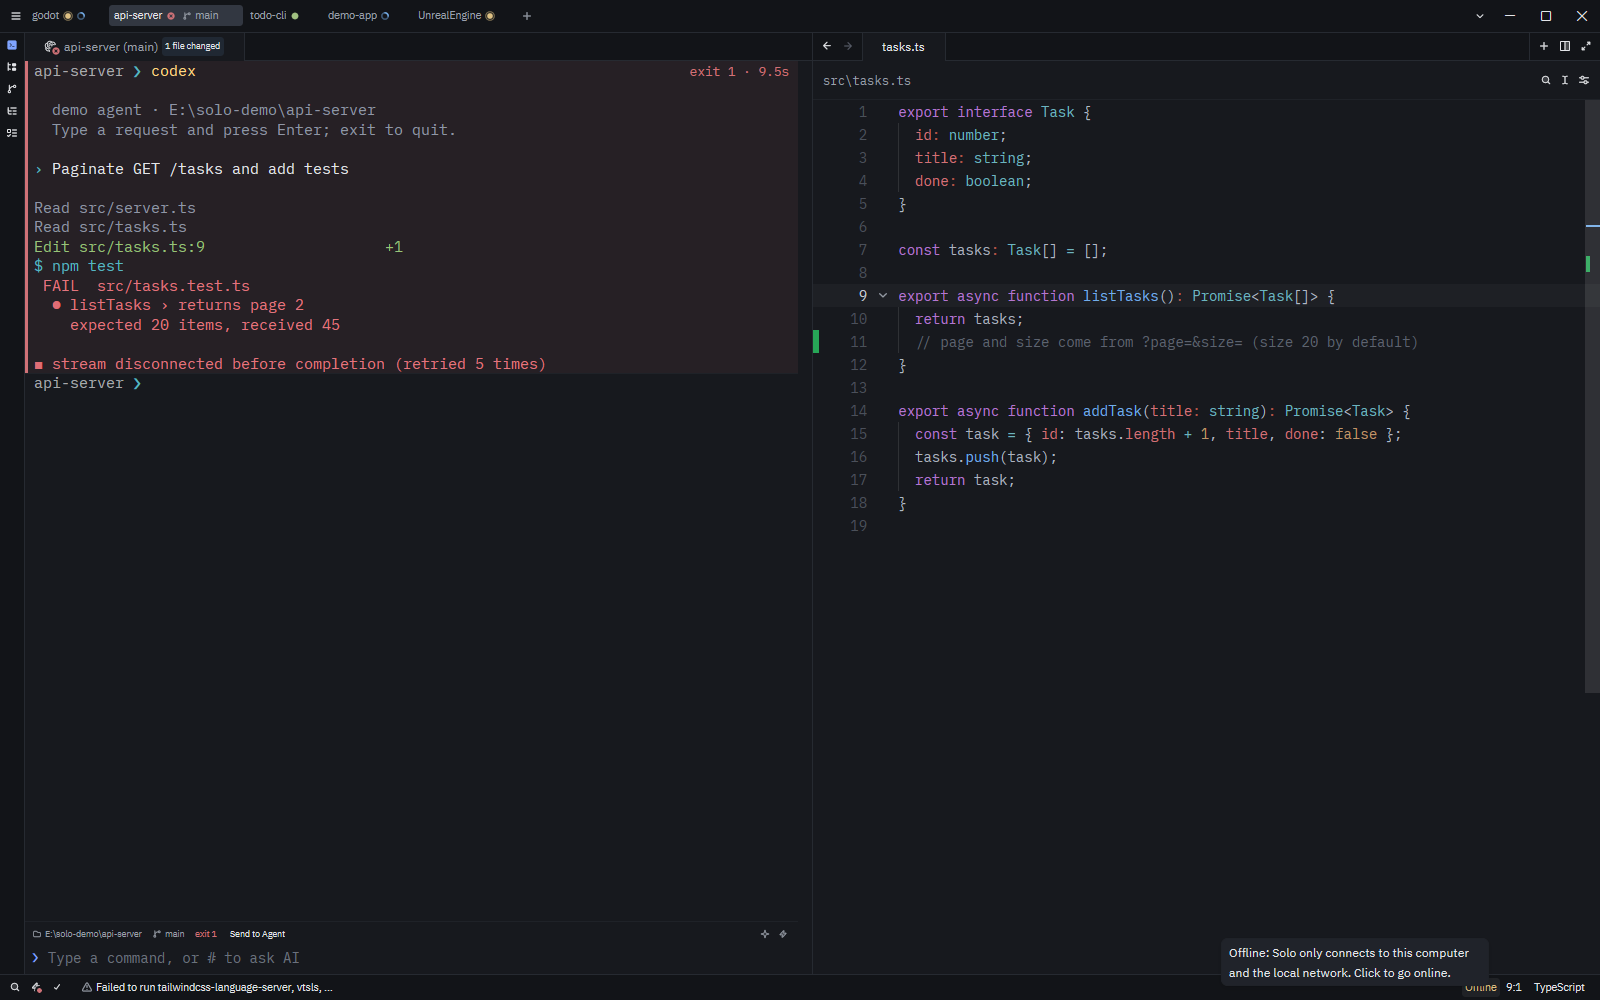 godot
api-server main
todo-cli
demo-app
UnrealEngine
api-server (main) 1 file changed
tasks.ts
api-server ❯ codex
exit 1 · 9.5s
demo agent · E:\solo-demo\api-server
Type a request and press Enter; exit to quit.
› Paginate GET /tasks and add tests
Read src/server.ts
Read src/tasks.ts
Edit src/tasks.ts:9 +1
$ npm test
FAIL src/tasks.test.ts
● listTasks › returns page 2
expected 20 items, received 45
■ stream disconnected before completion (retried 5 times)
api-server ❯
E:\solo-demo\api-server main exit 1 Send to Agent
❯ Type a command, or # to ask AI
src\tasks.ts
1 export interface Task {
2 id: number;
3 title: string;
4 done: boolean;
5 }
6
7 const tasks: Task[] = [];
8
9 export async function listTasks(): Promise<Task[]> {
10 return tasks;
11 // page and size come from ?page=&size= (size 20 by default)
12 }
13
14 export async function addTask(title: string): Promise<Task> {
15 const task = { id: tasks.length + 1, title, done: false };
16 tasks.push(task);
17 return task;
18 }
19
Offline: Solo only connects to this computer
and the local network. Click to go online.
Failed to run tailwindcss-language-server, vtsls, ...
Offline 9:1 TypeScript